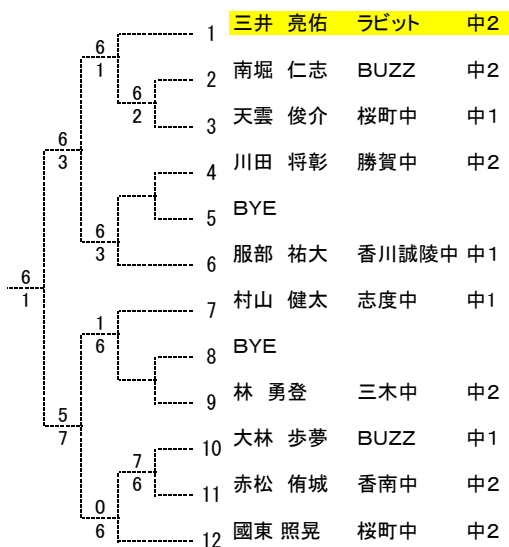 1 三井 亮佑 ラビット 中2
6
1
2 南堀 仁志 BUZZ 中2
6
2
3 天雲 俊介 桜町中 中1
6
3
4 川田 将彰 勝賀中 中2
5 BYE
6
3
6 服部 祐大 香川誠陵中 中1
6
1
7 村山 健太 志度中 中1
1
6
8 BYE
9 林 勇登 三木中 中2
5
7
10 大林 歩夢 BUZZ 中1
7
6
11 赤松 侑城 香南中 中2
0
6
12 國東 照晃 桜町中 中2